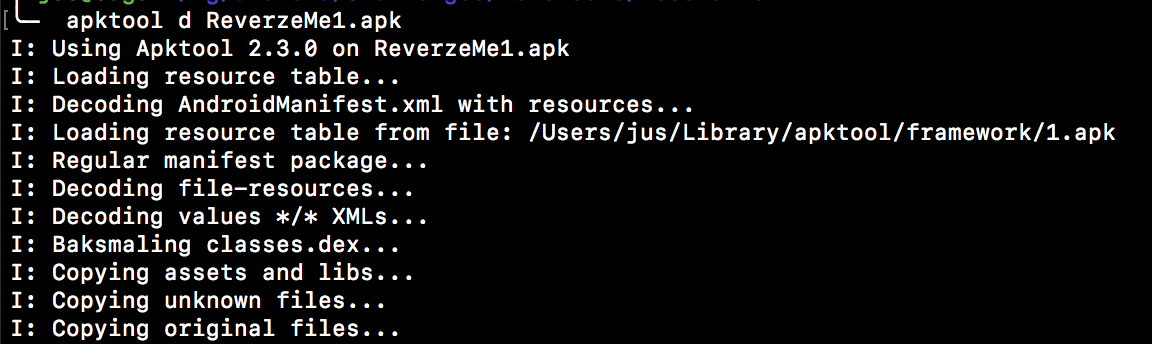 apktool d ReverzeMe1.apk
I: Using Apktool 2.3.0 on ReverzeMe1.apk
I: Loading resource table...
I: Decoding AndroidManifest.xml with resources...
I: Loading resource table from file: /Users/jus/Library/apktool/framework/1.apk
I: Regular manifest package...
I: Decoding file-resources...
I: Decoding values */* XMLs...
I: Baksmaling classes.dex...
I: Copying assets and libs...
I: Copying unknown files...
I: Copying original files...